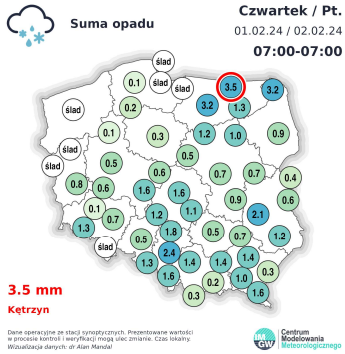 Suma opadu
Czwartek / Pt.
01.02.24 / 02.02.24
07:00-07:00
ślad
0.1
ślad
ślad
3.5
3.2
ślad
0.2
3.2
1.3
0.1
0.3
1.2
1.0
0.9
ślad
ślad
0.5
0.5
0.6
0.7
0.7
0.4
0.8
0.6
1.6
1.6
0.9
0.6
0.1
0.7
1.2
1.1
2.1
1.3
1.8
0.5
0.5
0.7
1.2
ślad
2.4
1.3
1.4
1.4
1.4
1.6
0.3
1.0
0.2
0.3
1.6
3.5 mm
Kętrzyn
Dane operacyjne ze stacji synoptycznych. Prezentowane wartości
w procesie kontroli i weryfikacji mogą ulec zmianie. Czas lokalny.
Wizualizacja danych: dr Alan Mandal
IM
GW
Centrum
Modelowania
Meteorologicznego